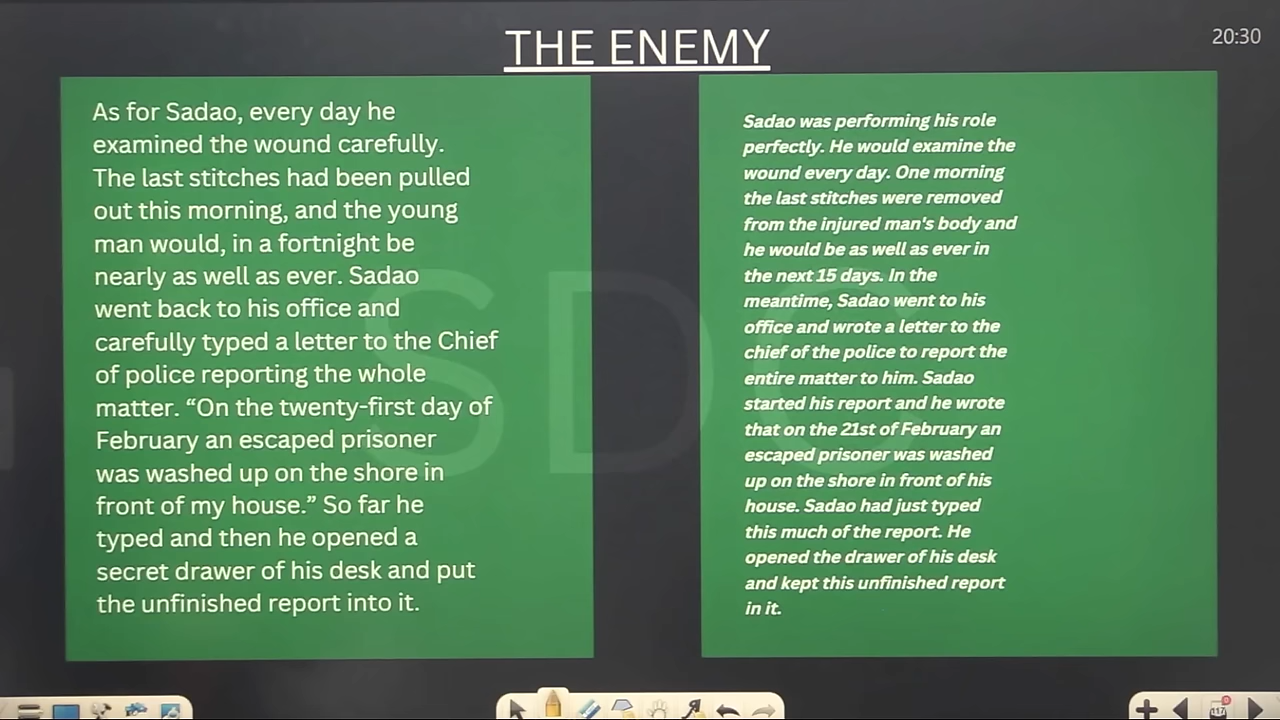 THE ENEMY
20:30
As for Sadao, every day he
examined the wound carefully.
The last stitches had been pulled
out this morning, and the young
man would, in a fortnight be
nearly as well as ever. Sadao
went back to his office and
carefully typed a letter to the Chief
of police reporting the whole
matter. “On the twenty-first day of
February an escaped prisoner
was washed up on the shore in
front of my house.” So far he
typed and then he opened a
secret drawer of his desk and put
the unfinished report into it.
Sadao was performing his role
perfectly. He would examine the
wound every day. One morning
the last stitches were removed
from the injured man's body and
he would be as well as ever in
the next 15 days. In the
meantime, Sadao went to his
office and wrote a letter to the
chief of the police to report the
entire matter to him. Sadao
started his report and he wrote
that on the 21st of February an
escaped prisoner was washed
up on the shore in front of his
house. Sadao had just typed
this much of the report. He
opened the drawer of his desk
and kept this unfinished report
in it.
SDC
117